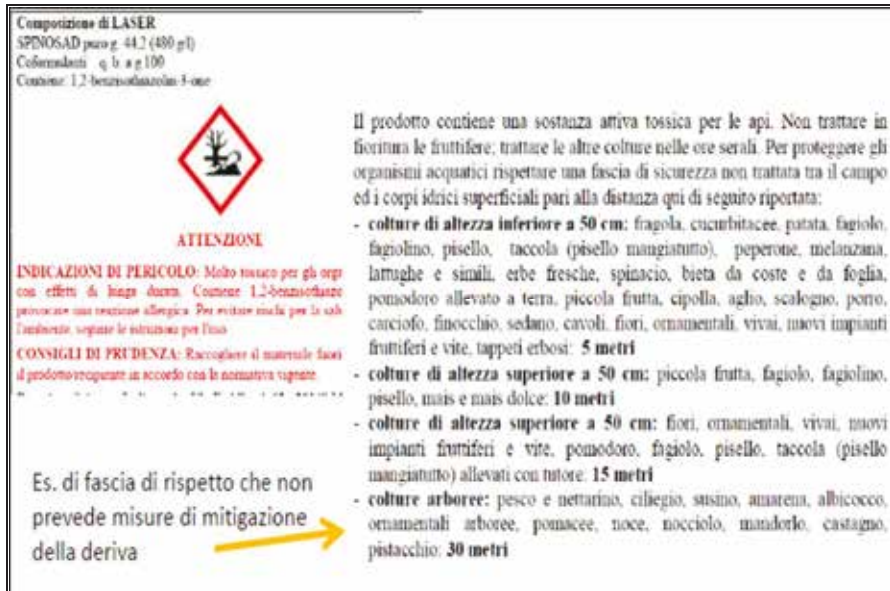 Composizione di LASER
SPINOSAD puro g. 44.2 (480 g/l)
Coformulanti q. b. a g 100
Contiene: 1,2-benzisothiazolin-3-one
ATTENZIONE
INDICAZIONI DI PERICOLO: Molto tossico per gli orga
con effetti di lunga durata. Contiene 1,2-benzisothiazo
provocare una reazione allergica. Per evitare rischi per la salu
l'ambiente, seguire le istruzioni per l'uso
CONSIGLI DI PRUDENZA: Raccogliere il materiale fuori
il prodotto/recipiente in accordo con la normativa vigente
Il prodotto contiene una sostanza attiva tossica per le api. Non trattare in
fioritura le fruttifere; trattare le altre colture nelle ore serali. Per proteggere gli
organismi acquatici rispettare una fascia di sicurezza non trattata tra il campo
ed i corpi idrici superficiali pari alla distanza qui di seguito riportata:
- colture di altezza inferiore a 50 cm: fragola, cucurbitacee, patata, fagiolo,
fagiolino, pisello, taccola (pisello mangiatutto), peperone, melanzana,
lattughe e simili, erbe fresche, spinacio, bieta da coste e da foglia,
pomodoro allevato a terra, piccola frutta, cipolla, aglio, scalogno, porro,
carciofo, finocchio, sedano, cavoli, fiori, ornamentali, vivai, nuovi impianti
fruttiferi e vite, tappeti erbosi: 5 metri
- colture di altezza superiore a 50 cm: piccola frutta, fagiolo, fagiolino,
pisello, mais e mais dolce: 10 metri
- colture di altezza superiore a 50 cm: fiori, ornamentali, vivai, nuovi
impianti fruttiferi e vite, pomodoro, fagiolo, pisello, taccola (pisello
mangiatutto) allevati con tutore: 15 metri
- colture arboree: pesco e nettarino, ciliegio, susino, amarena, albicocco,
ornamentali arboree, pomacee, noce, nocciolo, mandorlo, castagno,
pistacchio: 30 metri
Es. di fascia di rispetto che non
prevede misure di mitigazione
della deriva